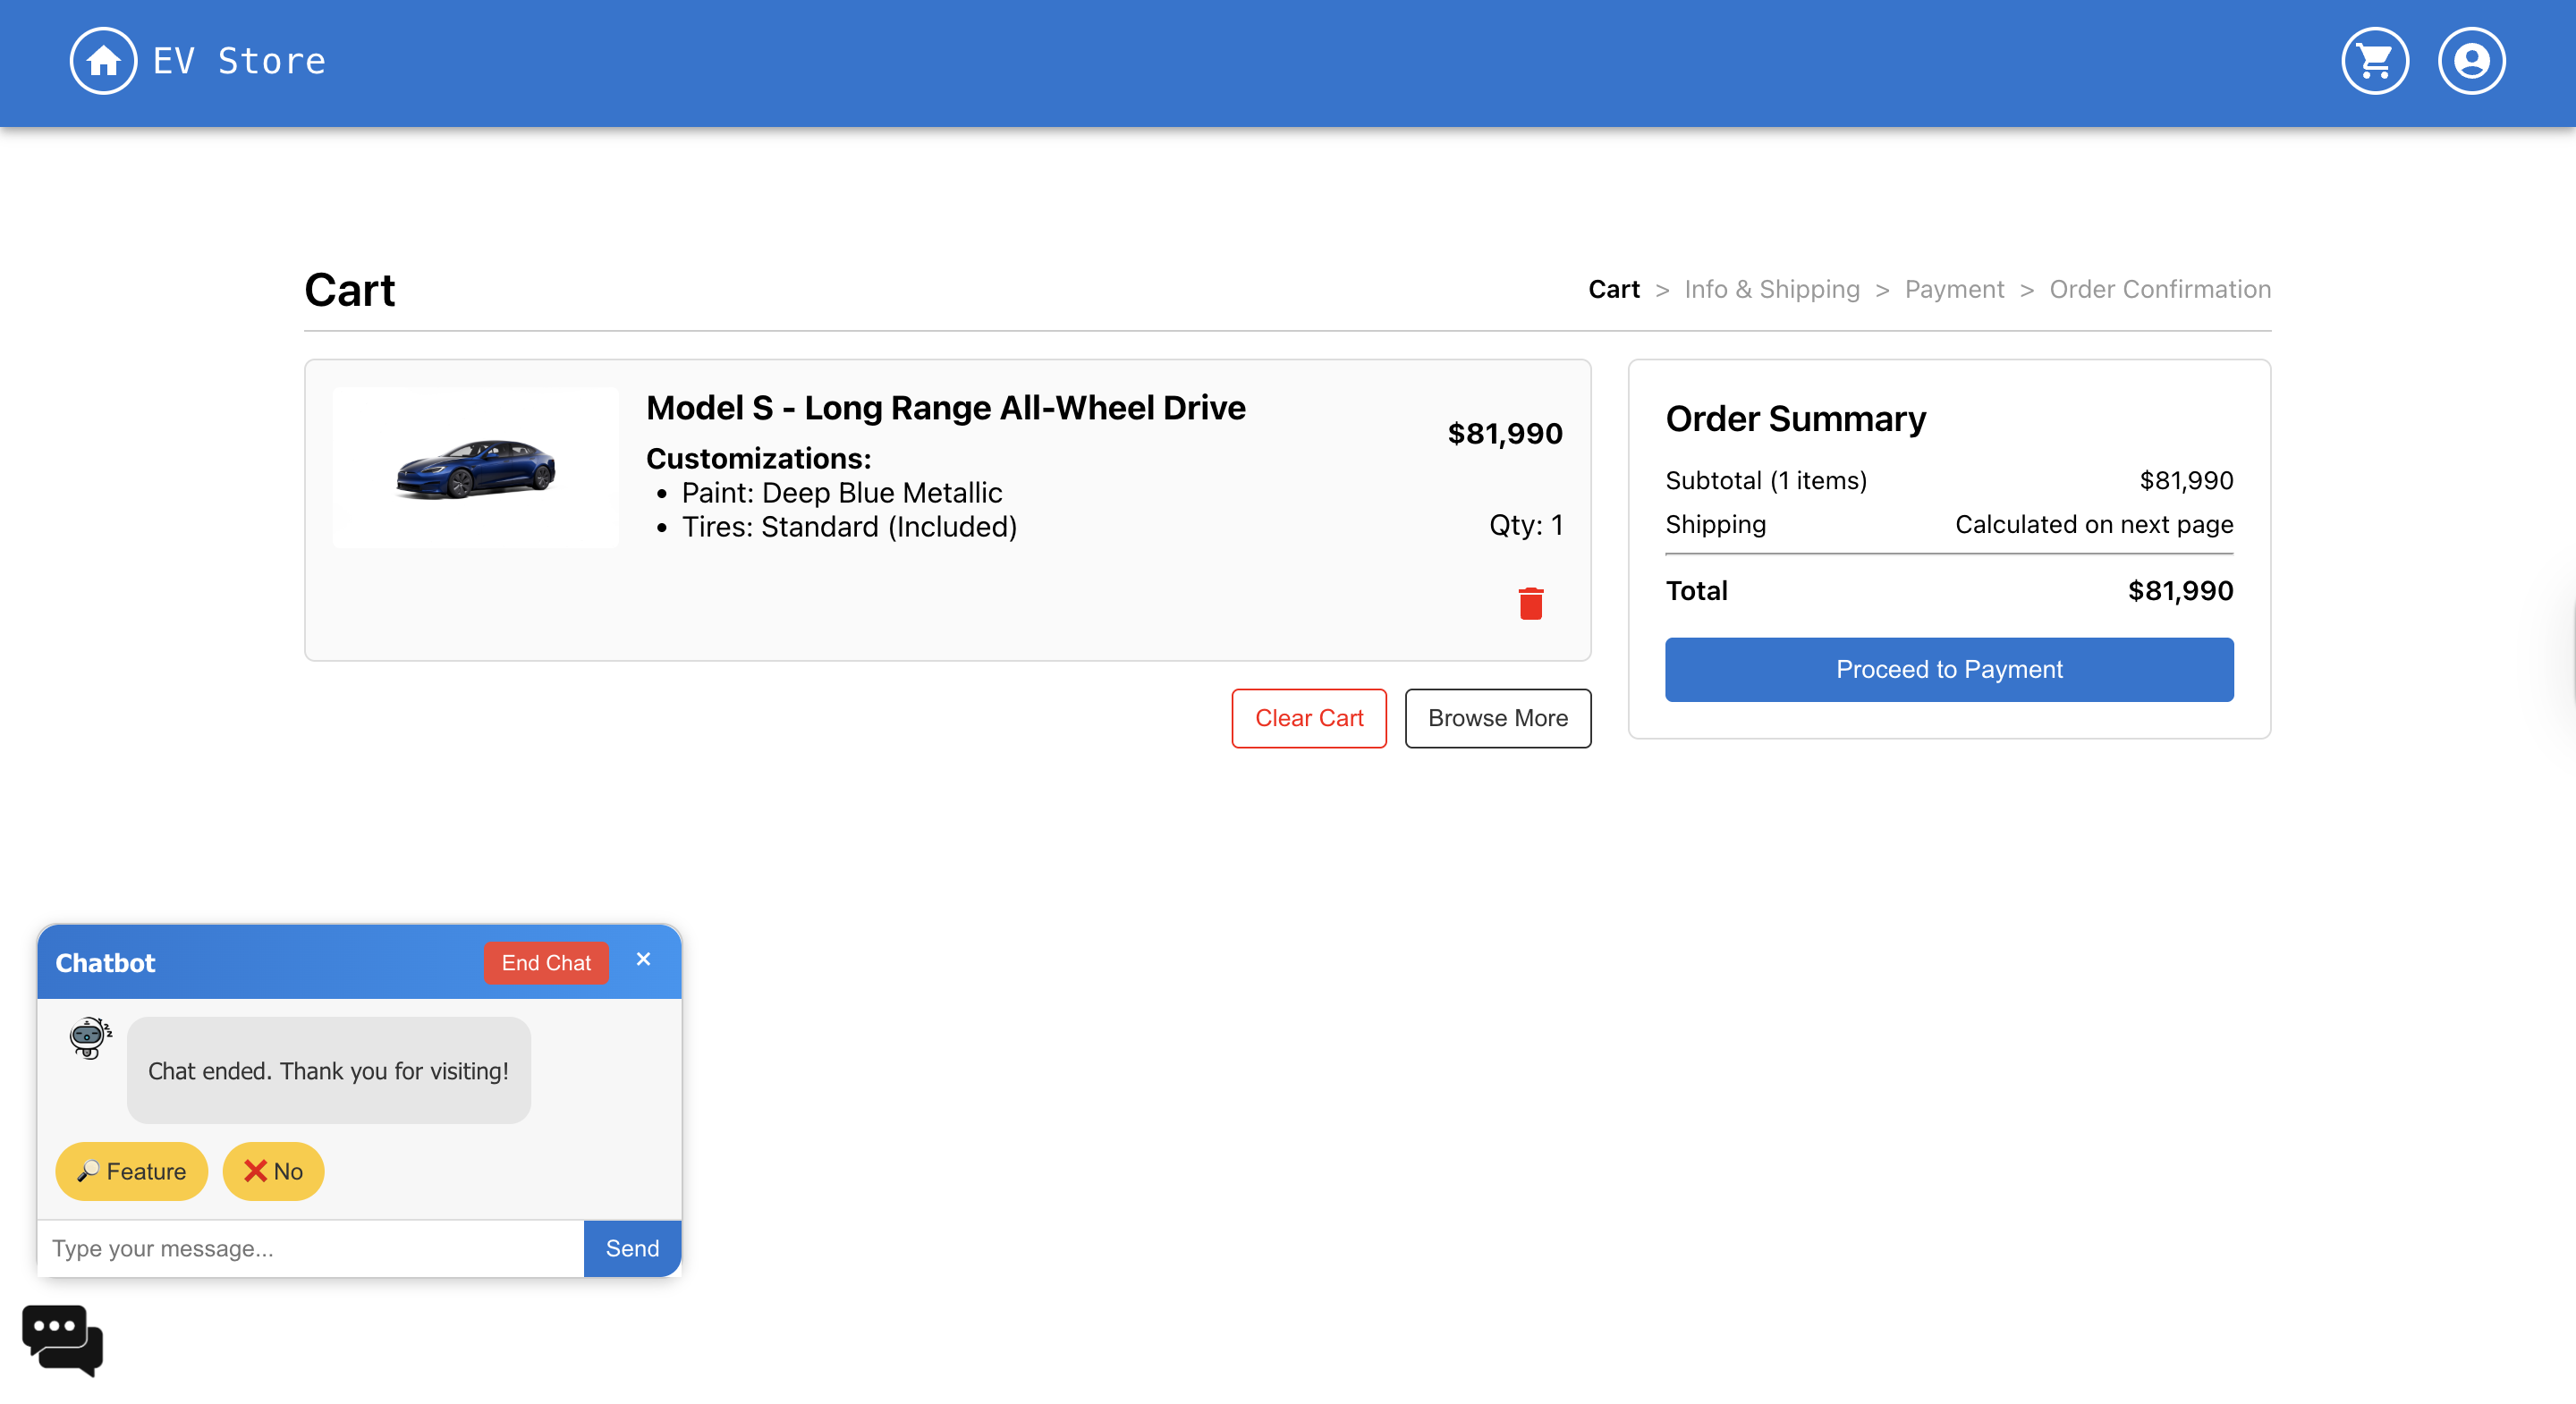 EV Store
Cart
Cart > Info & Shipping > Payment > Order Confirmation
Model S - Long Range All-Wheel Drive
$81,990
Customizations:
• Paint: Deep Blue Metallic
• Tires: Standard (Included)
Qty: 1
Clear Cart
Browse More
Order Summary
Subtotal (1 items) $81,990
Shipping Calculated on next page
Total $81,990
Proceed to Payment
Chatbot
End Chat
×
Chat ended. Thank you for visiting!
🔎 Feature
❌ No
Type your message...
Send